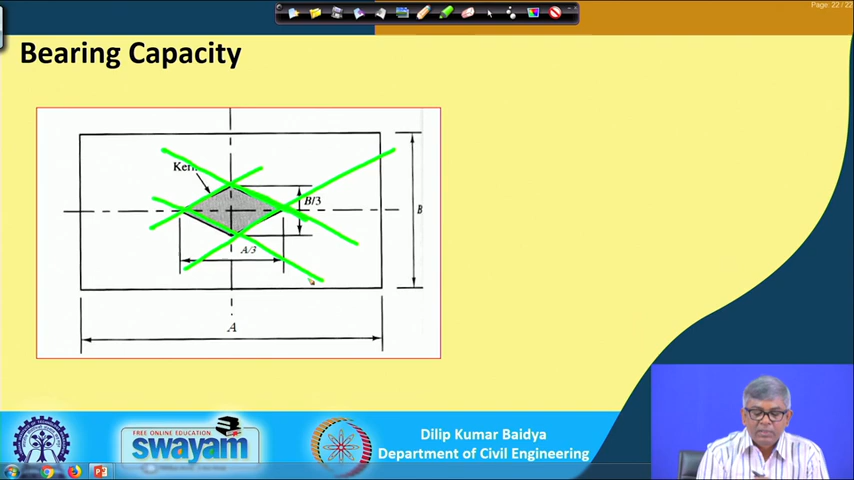 Page: 22 / 22
Bearing Capacity
Kern
B/3
B
A/3
A
FREE ONLINE EDUCATION
swayam
Dilip Kumar Baidya
Department of Civil Engineering